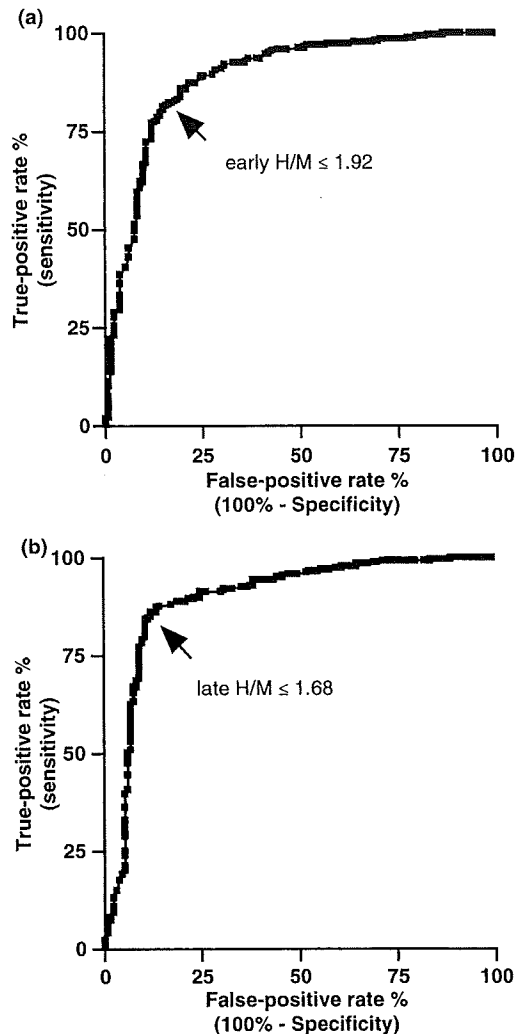 (a)
100
75
50
25
0
True-positive rate %
(sensitivity)
early H/M ≤ 1.92
0 25 50 75 100
False-positive rate %
(100% - Specificity)
(b)
100
75
50
25
0
True-positive rate %
(sensitivity)
late H/M ≤ 1.68
0 25 50 75 100
False-positive rate %
(100% - Specificity)